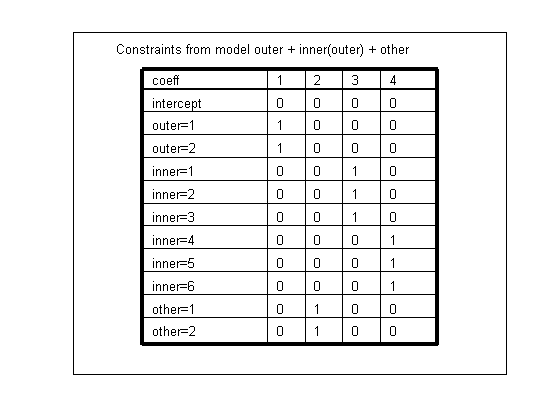 Constraints from model outer + inner(outer) + other
coeff 1 2 3 4
intercept 0 0 0 0
outer=1 1 0 0 0
outer=2 1 0 0 0
inner=1 0 0 1 0
inner=2 0 0 1 0
inner=3 0 0 1 0
inner=4 0 0 0 1
inner=5 0 0 0 1
inner=6 0 0 0 1
other=1 0 1 0 0
other=2 0 1 0 0